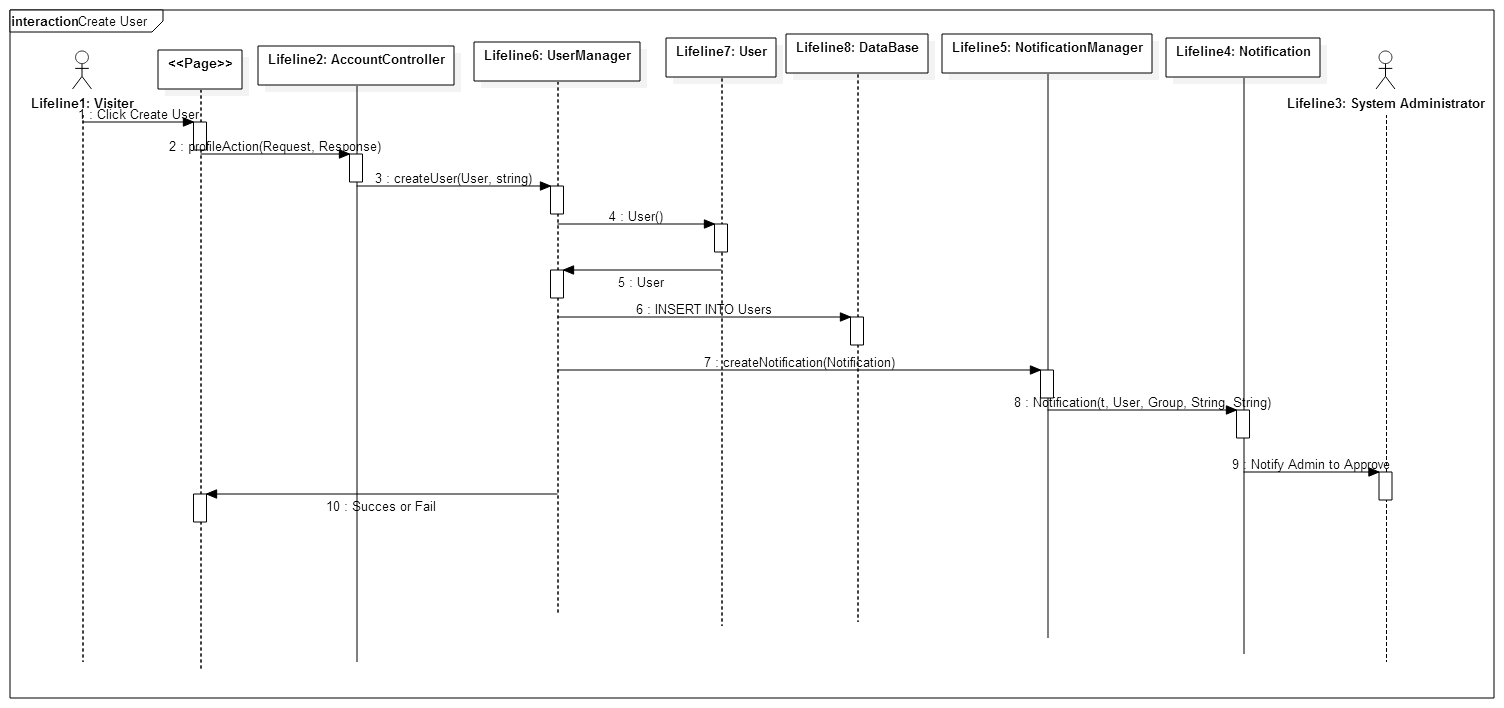 interactionCreate User
Lifeline1: Visiter
<<Page>>
Lifeline2: AccountController
Lifeline6: UserManager
Lifeline7: User
Lifeline8: DataBase
Lifeline5: NotificationManager
Lifeline4: Notification
Lifeline3: System Administrator
1 : Click Create User
2 : profileAction(Request, Response)
3 : createUser(User, string)
4 : User()
5 : User
6 : INSERT INTO Users
7 : createNotification(Notification)
8 : Notification(t, User, Group, String, String)
9 : Notify Admin to Approve
10 : Succes or Fail